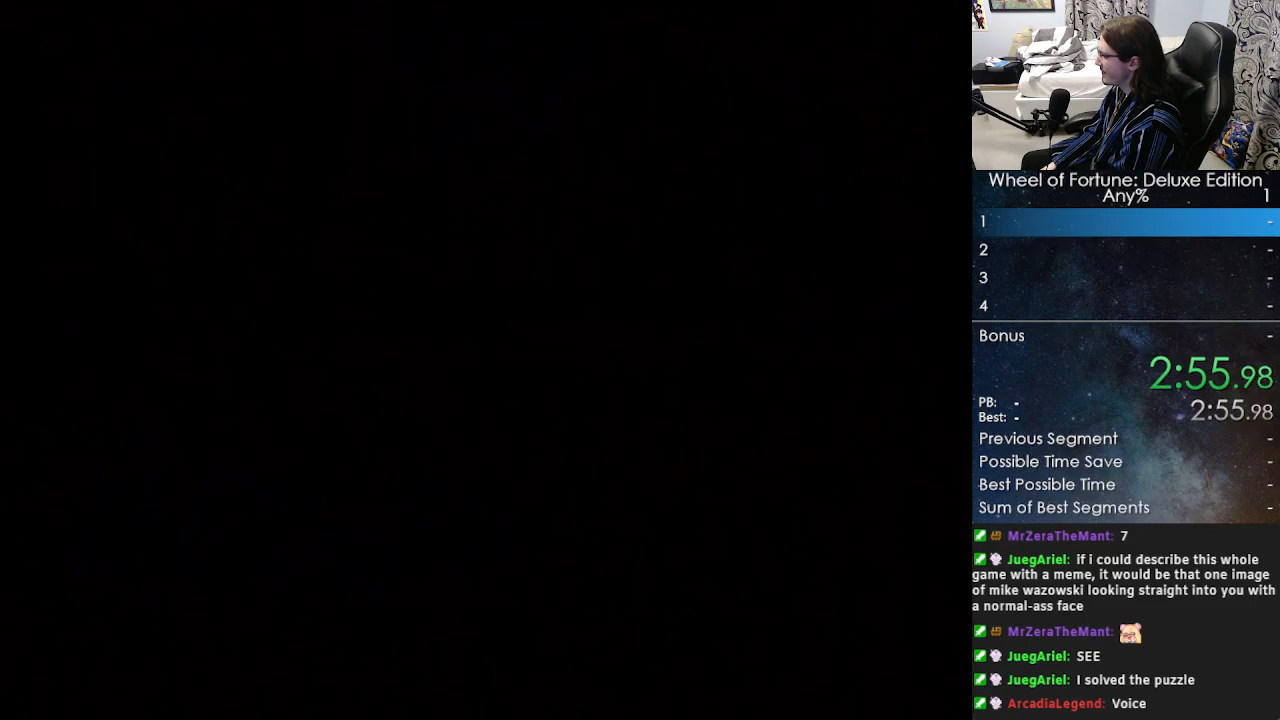 Wheel of Fortune: Deluxe Edition
Any% 1
1 -
2 -
3 -
4 -
Bonus -
2:55.98
PB: - 2:55.98
Best: -
Previous Segment -
Possible Time Save -
Best Possible Time -
Sum of Best Segments -
MrZeraTheMant: 7
JuegAriel: if i could describe this whole
game with a meme, it would be that one image
of mike wazowski looking straight into you with
a normal-ass face
MrZeraTheMant:
JuegAriel: SEE
JuegAriel: I solved the puzzle
ArcadiaLegend: Voice